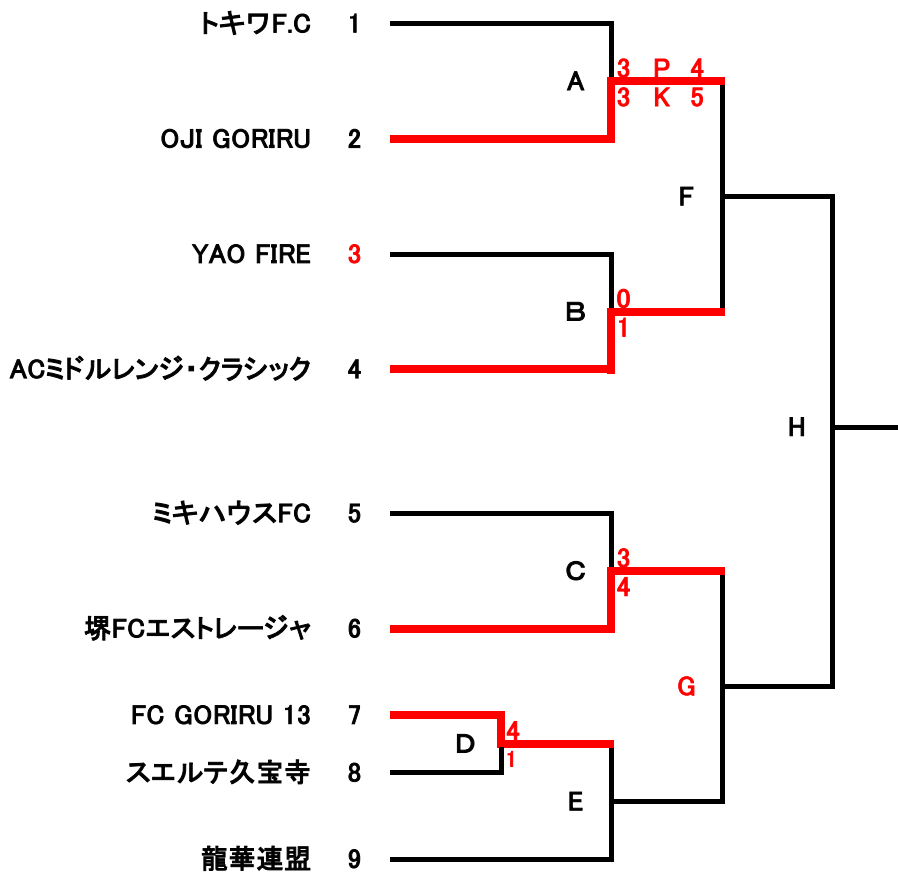 トキワF.C 1
3 P 4
A
3 K 5
OJI GORIRU 2
F
YAO FIRE 3
0
B
1
ACミドルレンジ・クラシック 4
H
ミキハウスFC 5
3
C
4
堺FCエストレージャ 6
G
FC GORIRU 13 7
4
D
1
スエルテ久宝寺 8
E
龍華連盟 9